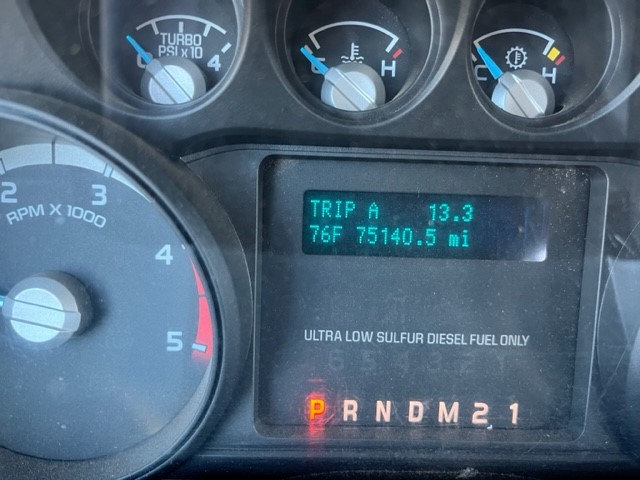 TURBO
PSI x 10
0 4
C H
C H
2 3 4 5
RPM X 1000
TRIP A 13.3
76F 75140.5 mi
ULTRA LOW SULFUR DIESEL FUEL ONLY
P R N D M 2 1